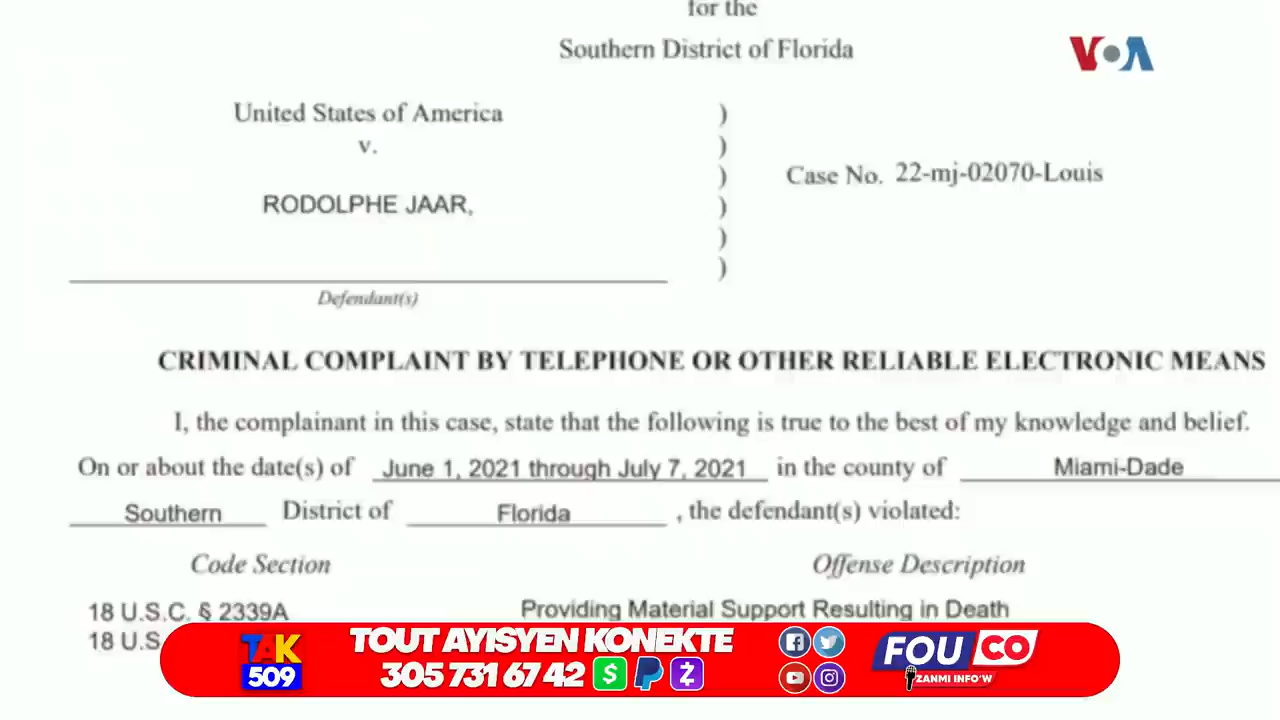 for the
Southern District of Florida
VOA
United States of America
v.
RODOLPHE JAAR,
)
)
)
)
)
)
Case No. 22-mj-02070-Louis
Defendant(s)
CRIMINAL COMPLAINT BY TELEPHONE OR OTHER RELIABLE ELECTRONIC MEANS
I, the complainant in this case, state that the following is true to the best of my knowledge and belief.
On or about the date(s) of June 1, 2021 through July 7, 2021 in the county of Miami-Dade
Southern District of Florida , the defendant(s) violated:
Code Section Offense Description
18 U.S.C. § 2339A Providing Material Support Resulting in Death
18 U.S.
TAK
509
TOUT AYISYEN KONEKTE
305 731 67 42
FOUCO
ZANMI INFO'W